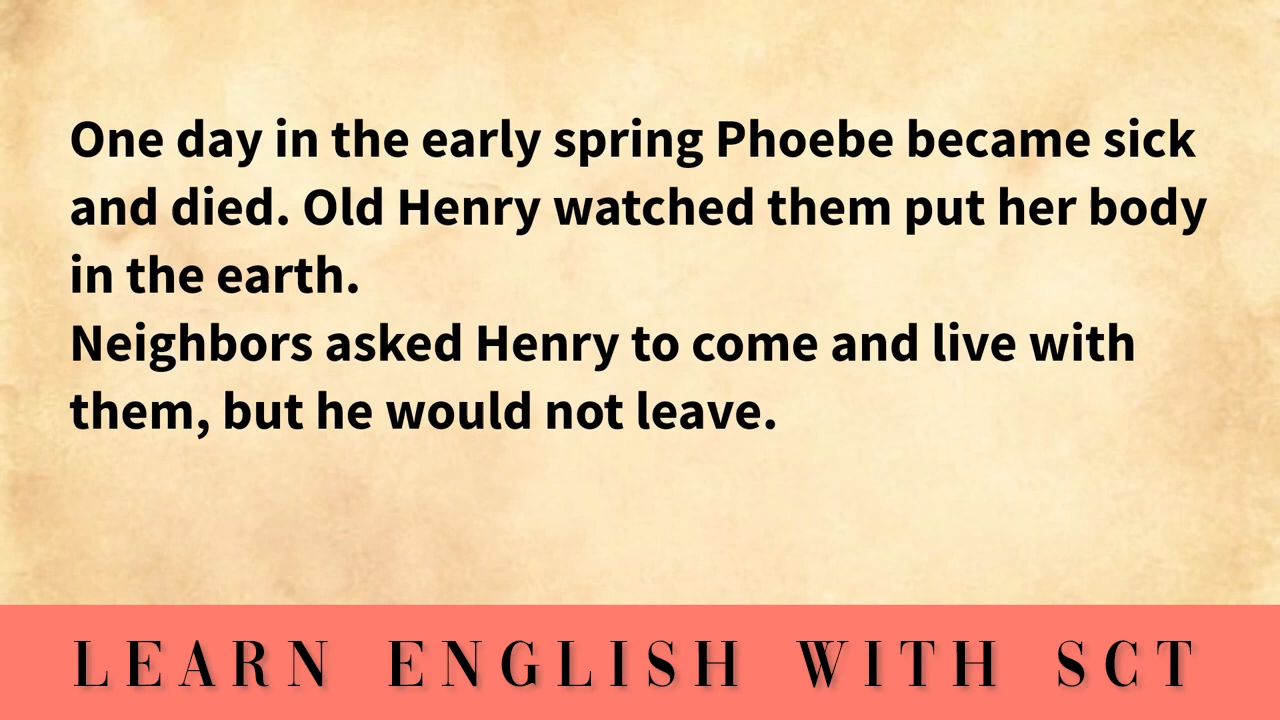 One day in the early spring Phoebe became sick
and died. Old Henry watched them put her body
in the earth.
Neighbors asked Henry to come and live with
them, but he would not leave.
LEARN ENGLISH WITH SCT